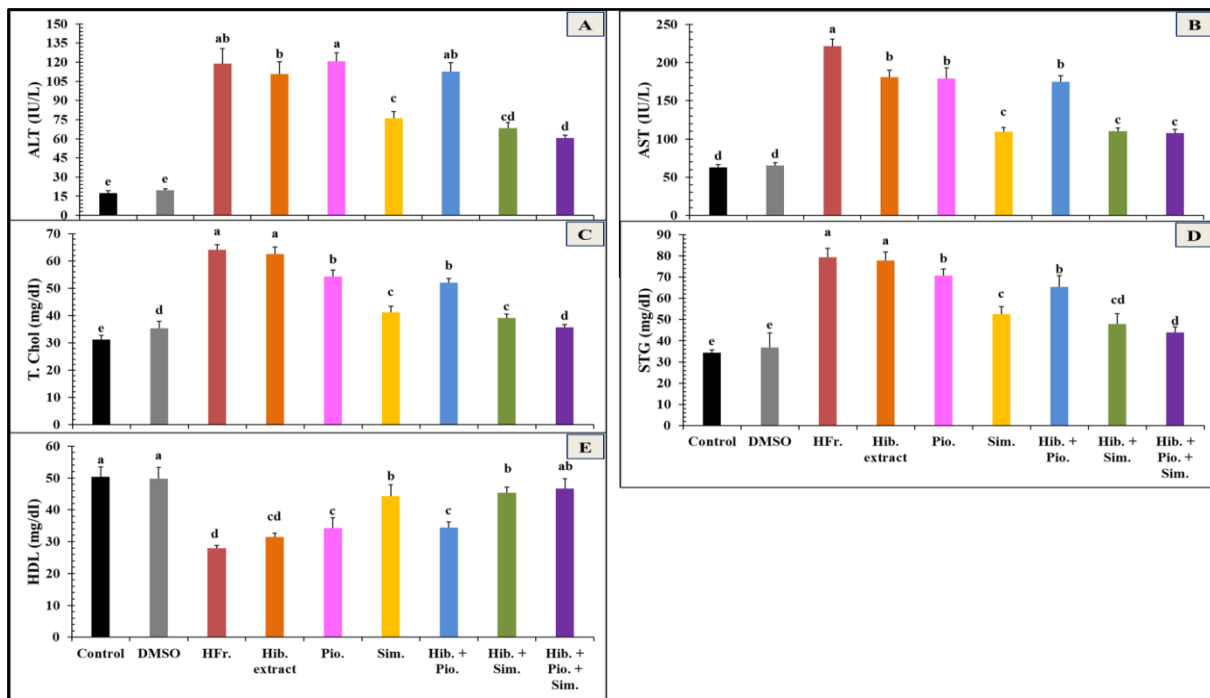 A
ALT (IU/L)
150
135
120
105
90
75
60
45
30
15
0
e
e
ab
b
a
c
ab
cd
d
B
AST (IU/L)
250
200
150
100
50
0
d
d
a
b
b
c
b
c
c
C
T. Chol (mg/dl)
70
60
50
40
30
20
10
0
e
d
a
a
b
c
b
c
d
D
STG (mg/dl)
90
80
70
60
50
40
30
20
10
0
e
e
a
a
b
c
b
cd
d
Control DMSO HFr. Hib. Pio. Sim. Hib. + Hib. + Hib. +
extract Pio. Sim. Pio. +
Sim.
E
HDL (mg/dl)
60
50
40
30
20
10
0
a
a
d
cd
c
b
c
b
ab
Control DMSO HFr. Hib. Pio. Sim. Hib. + Hib. + Hib. +
extract Pio. Sim. Pio. +
Sim.